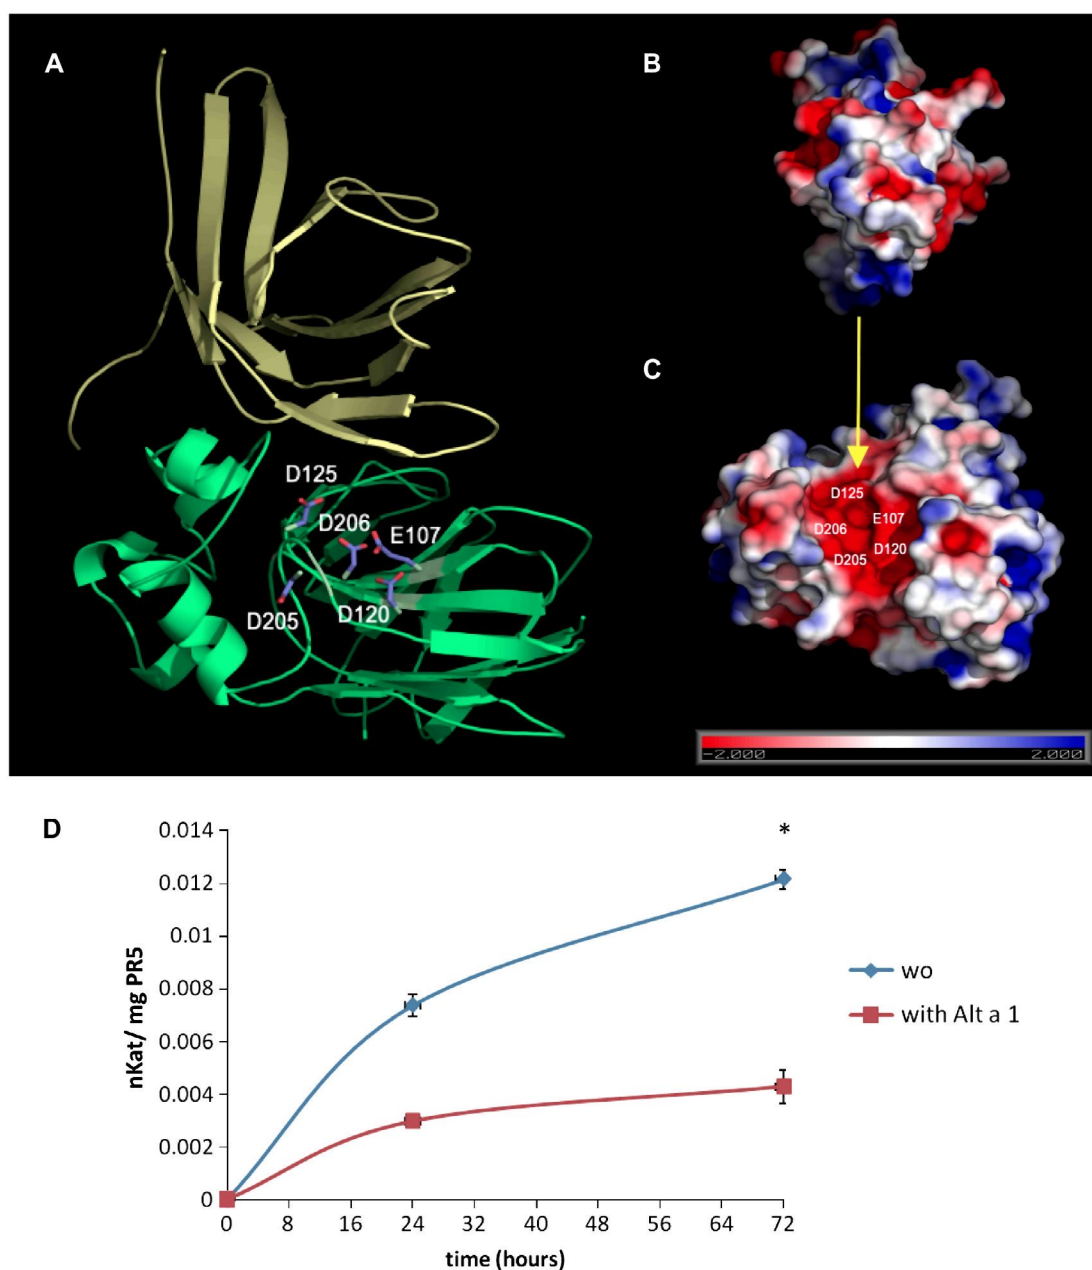 A
B
D125
D206
E107
D205
D120
C
D125
D206
E107
D205
D120
-2.000
2.000
D
*
0.014
0.012
0.01
0.008
0.006
0.004
0.002
0
nKat/ mg PR5
0 8 16 24 32 40 48 56 64 72
time (hours)
wo
with Alt a 1